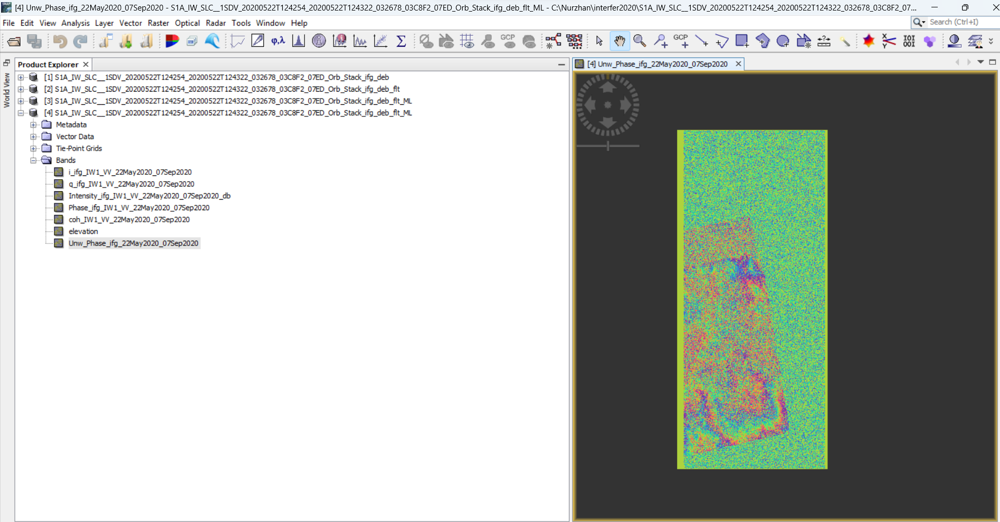 [4] Unw_Phase_ifg_22May2020_07Sep2020 - S1A_IW_SLC__1SDV_20200522T124254_20200522T124322_032678_03C8F2_07ED_Orb_Stack_ifg_deb_flt_ML - C:\Nurzhan\interfer2020\S1A_IW_SLC__1SDV_20200522T124254_20200522T124322_032678_03C8F2_07...
File Edit View Analysis Layer Vector Raster Optical Radar Tools Window Help
Search (Ctrl+I)
φ,λ
GCP
GCP
Product Explorer
[4] Unw_Phase_ifg_22May2020_07Sep2020
World View
[1] S1A_IW_SLC__1SDV_20200522T124254_20200522T124322_032678_03C8F2_07ED_Orb_Stack_ifg_deb
[2] S1A_IW_SLC__1SDV_20200522T124254_20200522T124322_032678_03C8F2_07ED_Orb_Stack_ifg_deb_flt
[3] S1A_IW_SLC__1SDV_20200522T124254_20200522T124322_032678_03C8F2_07ED_Orb_Stack_ifg_deb_flt_ML
[4] S1A_IW_SLC__1SDV_20200522T124254_20200522T124322_032678_03C8F2_07ED_Orb_Stack_ifg_deb_flt_ML
Metadata
Vector Data
Tie-Point Grids
Bands
i_ifg_IW1_VV_22May2020_07Sep2020
q_ifg_IW1_VV_22May2020_07Sep2020
Intensity_ifg_IW1_VV_22May2020_07Sep2020_db
Phase_ifg_IW1_VV_22May2020_07Sep2020
coh_IW1_VV_22May2020_07Sep2020
elevation
Unw_Phase_ifg_22May2020_07Sep2020